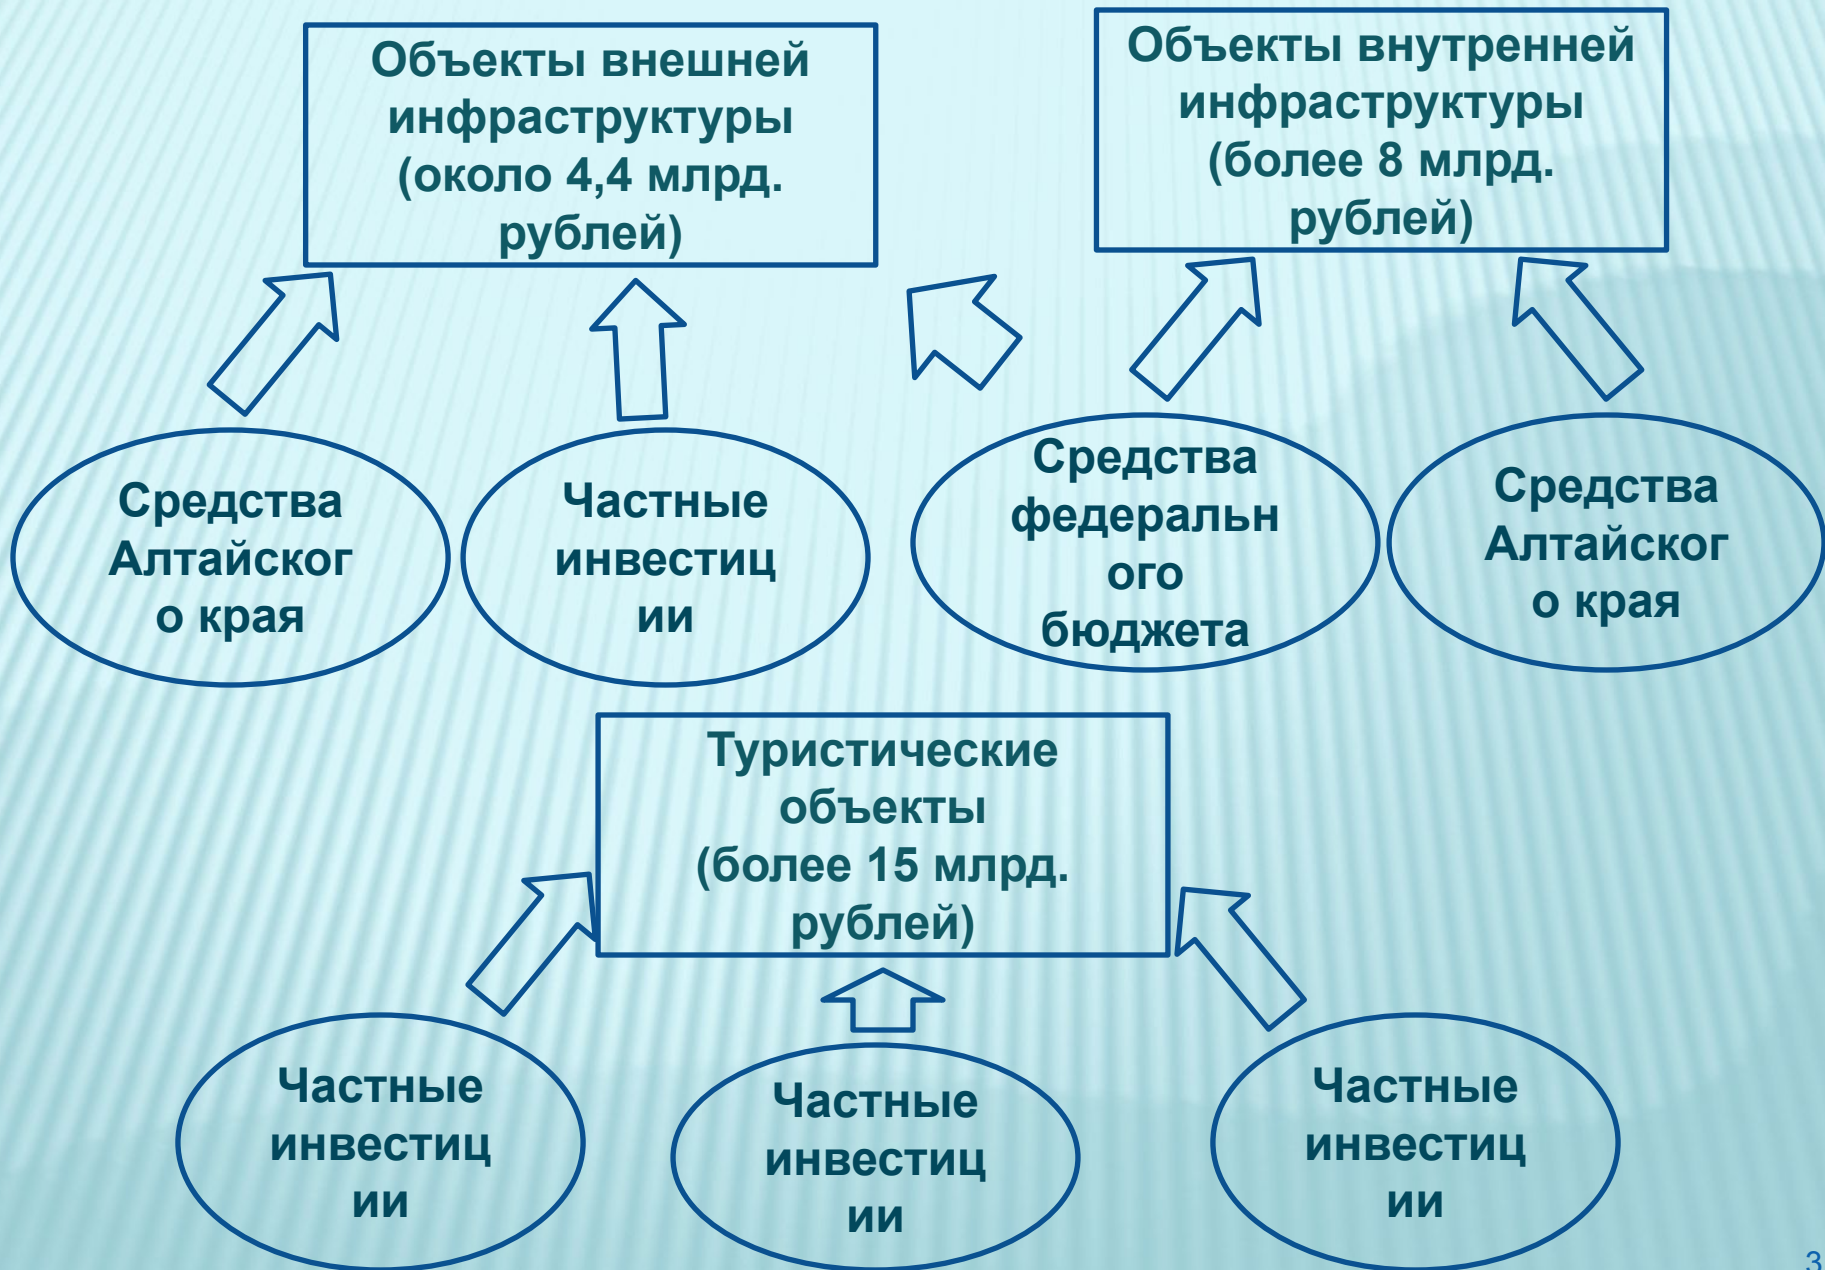 Объекты внешней
инфраструктуры
(около 4,4 млрд.
рублей)
Объекты внутренней
инфраструктуры
(более 8 млрд.
рублей)
Средства
Алтайског
о края
Частные
инвестиц
ии
Средства
федеральн
ого
бюджета
Средства
Алтайског
о края
Туристические
объекты
(более 15 млрд.
рублей)
Частные
инвестиц
ии
Частные
инвестиц
ии
Частные
инвестиц
ии
3